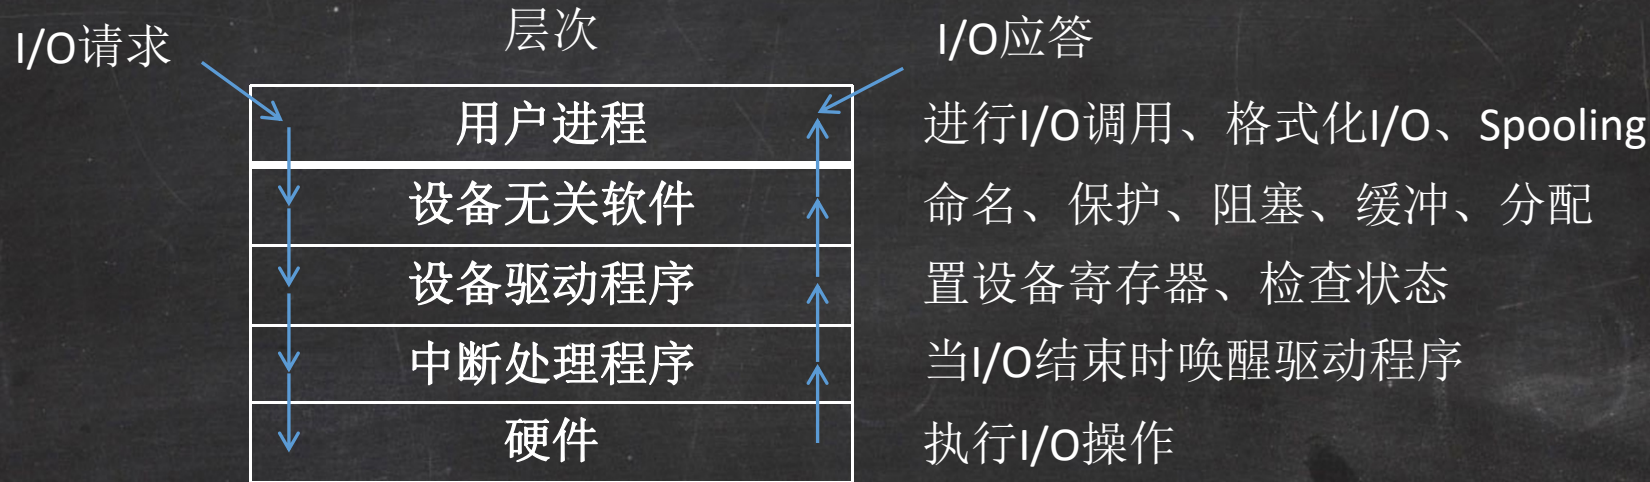 I/O请求
层次
I/O应答
用户进程
进行I/O调用、格式化I/O、Spooling
设备无关软件
命名、保护、阻塞、缓冲、分配
设备驱动程序
置设备寄存器、检查状态
中断处理程序
当I/O结束时唤醒驱动程序
硬件
执行I/O操作